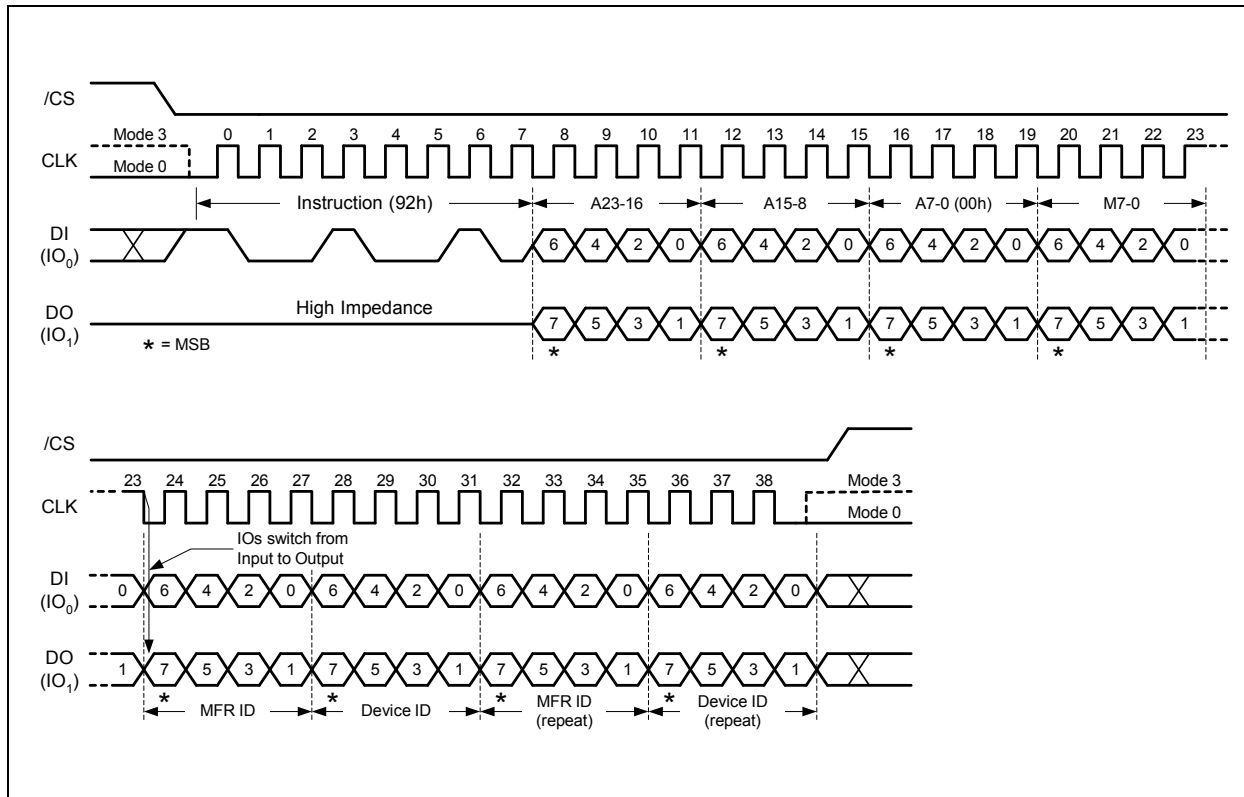 /CS
Mode 3
0 1 2 3 4 5 6 7 8 9 10 11 12 13 14 15 16 17 18 19 20 21 22 23
CLK
Mode 0
Instruction (92h) A23-16 A15-8 A7-0 (00h) M7-0
DI
(IO0)
6 4 2 0 6 4 2 0 6 4 2 0 6 4 2 0
High Impedance
DO
(IO1)
7 5 3 1 7 5 3 1 7 5 3 1 7 5 3 1
* = MSB
* * * *
/CS
23 24 25 26 27 28 29 30 31 32 33 34 35 36 37 38
Mode 3
CLK
Mode 0
IOs switch from
Input to Output
DI
(IO0)
0 6 4 2 0 6 4 2 0 6 4 2 0 6 4 2 0
DO
(IO1)
1 7 5 3 1 7 5 3 1 7 5 3 1 7 5 3 1
* * * *
MFR ID Device ID MFR ID
(repeat)
Device ID
(repeat)